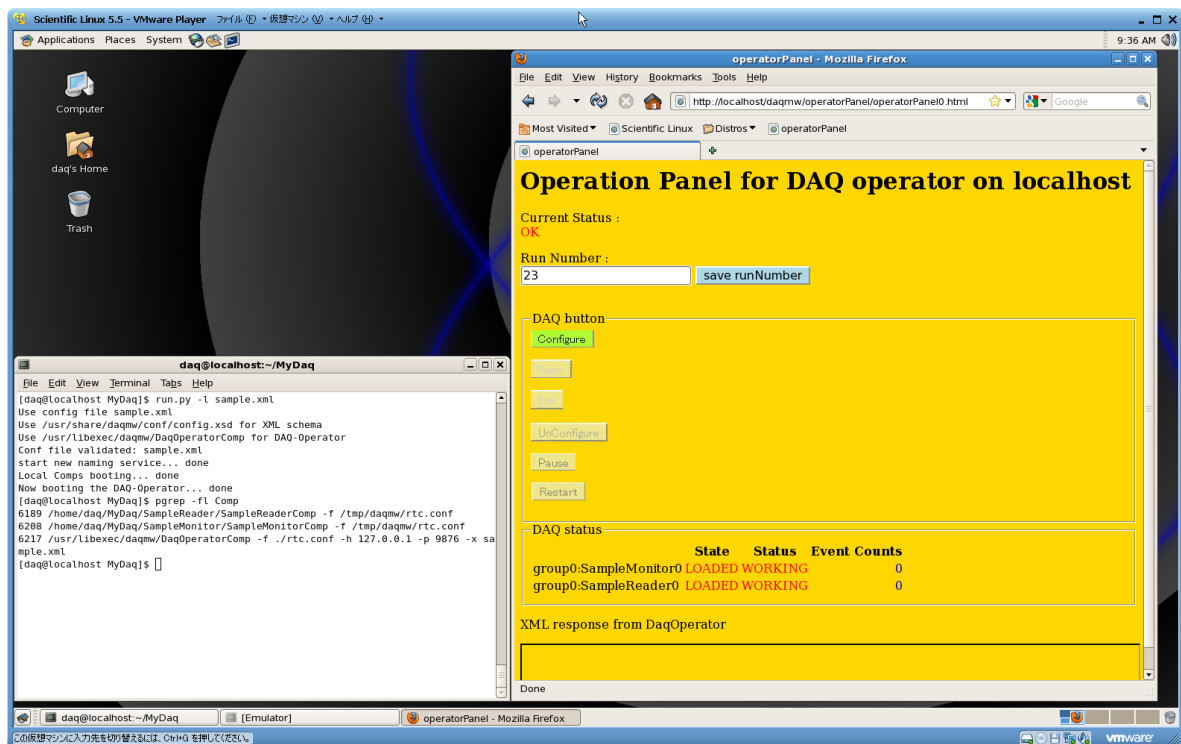 Scientific Linux 5.5 - VMware Player ファイル (F) 仮想マシン (V) ヘルプ (H)
Applications Places System 9:36 AM
Computer
daq's Home
Trash
operatorPanel - Mozilla Firefox
File Edit View History Bookmarks Tools Help
http://localhost/daqmw/operatorPanel/operatorPanel0.html Google
Most Visited Scientific Linux Distros operatorPanel
operatorPanel
Operation Panel for DAQ operator on localhost
Current Status :
OK
Run Number :
23 save runNumber
DAQ button
Configure
Begin
End
UnConfigure
Pause
Restart
DAQ status
State Status Event Counts
group0:SampleMonitor0 LOADED WORKING 0
group0:SampleReader0 LOADED WORKING 0
XML response from DaqOperator
Done
daq@localhost:~/MyDaq
File Edit View Terminal Tabs Help
[daq@localhost MyDaq]$ run.py -l sample.xml
Use config file sample.xml
Use /usr/share/daqmw/conf/config.xsd for XML schema
Use /usr/libexec/daqmw/DaqOperatorComp for DAQ-Operator
Conf file validated: sample.xml
start new naming service... done
Local Comps booting... done
Now booting the DAQ-Operator... done
[daq@localhost MyDaq]$ pgrep -fl Comp
6189 /home/daq/MyDaq/SampleReader/SampleReaderComp -f /tmp/daqmw/rtc.conf
6208 /home/daq/MyDaq/SampleMonitor/SampleMonitorComp -f /tmp/daqmw/rtc.conf
6217 /usr/libexec/daqmw/DaqOperatorComp -f ./rtc.conf -h 127.0.0.1 -p 9876 -x sa
mple.xml
[daq@localhost MyDaq]$
daq@localhost:~/MyDaq [Emulator] operatorPanel - Mozilla Firefox
この仮想マシンに入力先を切り替えるには、Ctrl+G を押してください。 vmware